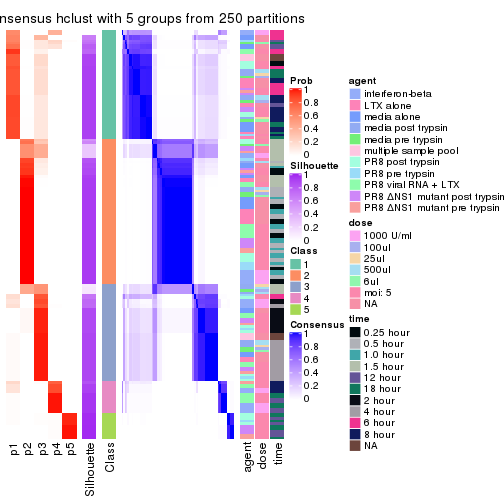 nsensus hclust with 5 groups from 250 partitions
Prob
1
0.8
0.6
0.4
0.2
0
Silhouette
1
0.8
0.6
0.4
0.2
0
Class
1
2
3
4
5
Consensus
1
0.8
0.6
0.4
0.2
0
agent
interferon-beta
LTX alone
media alone
media post trypsin
media pre trypsin
multiple sample pool
PR8 post trypsin
PR8 pre trypsin
PR8 viral RNA + LTX
PR8 ΔNS1 mutant post trypsin
PR8 ΔNS1 mutant pre trypsin
dose
1000 U/ml
100ul
25ul
500ul
6ul
moi: 5
NA
time
0.25 hour
0.5 hour
1.0 hour
1.5 hour
12 hour
18 hour
2 hour
4 hour
6 hour
8 hour
NA
p1
p2
p3
p4
p5
Silhouette
Class
agent
dose
time